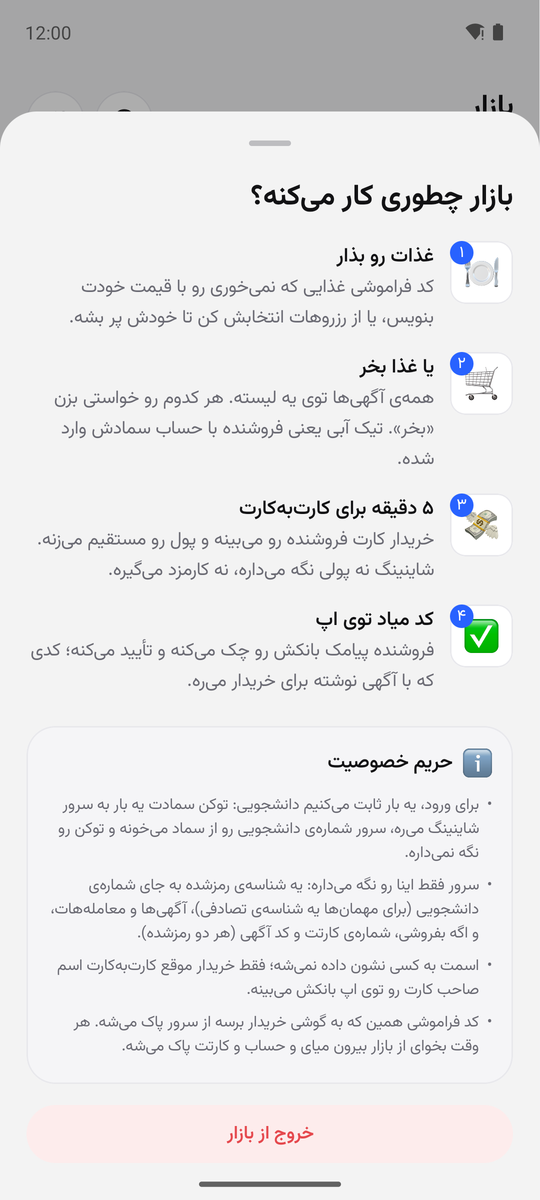 12:00
بازار
بازار چطوری کار می‌کنه؟
۱
غذات رو بذار
کد فراموشی غذایی که نمی‌خوری رو با قیمت خودت
بنویس، یا از رزروهات انتخابش کن تا خودش پر بشه.
۲
یا غذا بخر
همه‌ی آگهی‌ها توی یه لیسته. هر کدوم رو خواستی بزن
«بخر». تیک آبی یعنی فروشنده با حساب سمادش وارد
شده.
۳
۵ دقیقه برای کارت‌به‌کارت
خریدار کارت فروشنده رو می‌بینه و پول رو مستقیم می‌زنه.
شاینینگ نه پولی نگه می‌داره، نه کارمزد می‌گیره.
۴
کد میاد توی اپ
فروشنده پیامک بانکش رو چک می‌کنه و تأیید می‌کنه؛ کدی
که با آگهی نوشته برای خریدار می‌ره.
حریم خصوصیت
• برای ورود، یه بار ثابت می‌کنیم دانشجویی: توکن سمادت یه بار به سرور
شاینینگ می‌ره، سرور شماره‌ی دانشجویی رو از سماد می‌خونه و توکن رو
نگه نمی‌داره.
• سرور فقط اینا رو نگه می‌داره: یه شناسه‌ی رمزشده به جای شماره‌ی
دانشجویی (برای مهمان‌ها یه شناسه‌ی تصادفی)، آگهی‌ها و معامله‌هات،
و اگه بفروشی، شماره‌ی کارتت و کد آگهی (هر دو رمزشده).
• اسمت به کسی نشون داده نمی‌شه؛ فقط خریدار موقع کارت‌به‌کارت اسم
صاحب کارت رو توی اپ بانکش می‌بینه.
• کد فراموشی همین که به گوشی خریدار برسه از سرور پاک می‌شه. هر
وقت بخوای از بازار بیرون میای و حساب و کارتت پاک می‌شه.
خروج از بازار